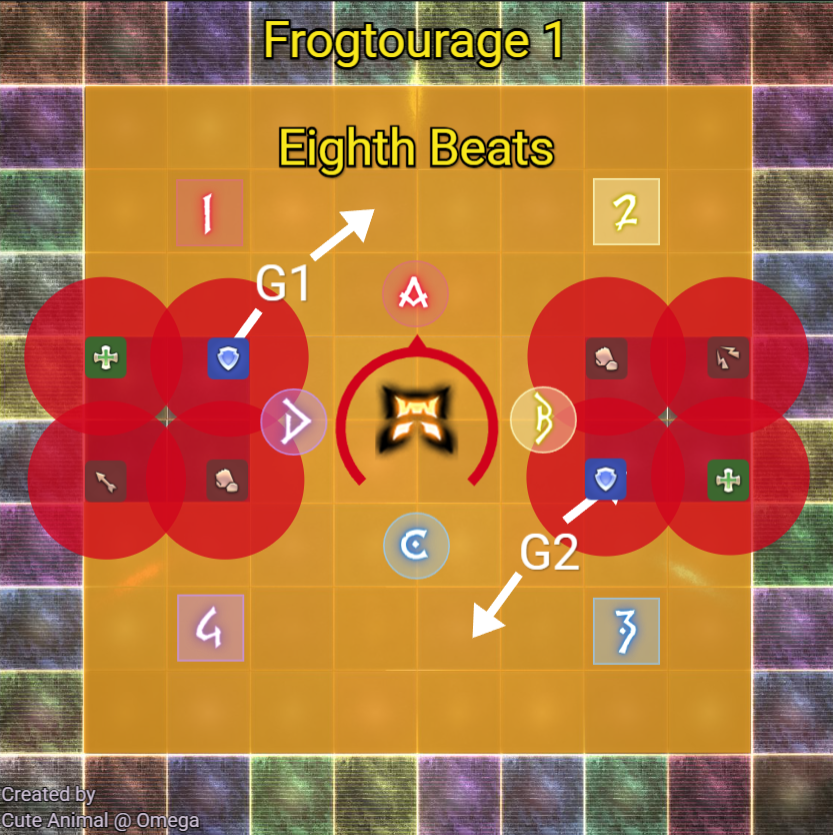 Frogtourage 1
Eighth Beats
1
2
G1
A
D
B
C
G2
4
3
Created by
Cute Animal @ Omega